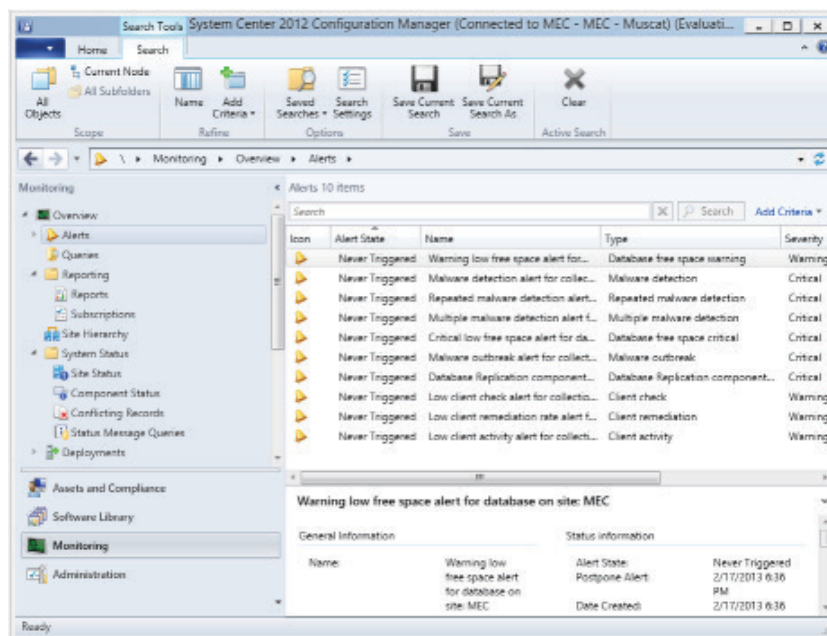 Search Tools System Center 2012 Configuration Manager (Connected to MEC - MEC - Muscat) (Evaluati...
Home Search
All Objects
Current Node
All Subfolders
Scope
Name
Add Criteria
Refine
Saved Searches
Search Settings
Options
Save Current Search
Save Current Search As
Save
Clear
Active Search
\ Monitoring Overview Alerts
Monitoring
Overview
Alerts
Queries
Reporting
Reports
Subscriptions
Site Hierarchy
System Status
Site Status
Component Status
Conflicting Records
Status Message Queries
Deployments
Assets and Compliance
Software Library
Monitoring
Administration
Alerts 10 items
Search Search Add Criteria
Icon Alert State Name Type Severity
Never Triggered Warning low free space alert for... Database free space warning Warning
Never Triggered Malware detection alert for collec... Malware detection Critical
Never Triggered Repeated malware detection alert... Repeated malware detection Critical
Never Triggered Multiple malware detection alert f... Multiple malware detection Critical
Never Triggered Critical low free space alert for da... Database free space critical Critical
Never Triggered Malware outbreak alert for collect... Malware outbreak Critical
Never Triggered Database Replication component... Database Replication component... Critical
Never Triggered Low client check alert for collectio... Client check Warning
Never Triggered Low client remediation rate alert f... Client remediation Warning
Never Triggered Low client activity alert for collecti... Client activity Warning
Warning low free space alert for database on site: MEC
General Information
Name: Warning low
free space alert
for database on
site: MEC
Status information
Alert State: Never Triggered
Postpone Alert: 2/17/2013 6:36
PM
Date Created: 2/17/2013 6:36
Ready